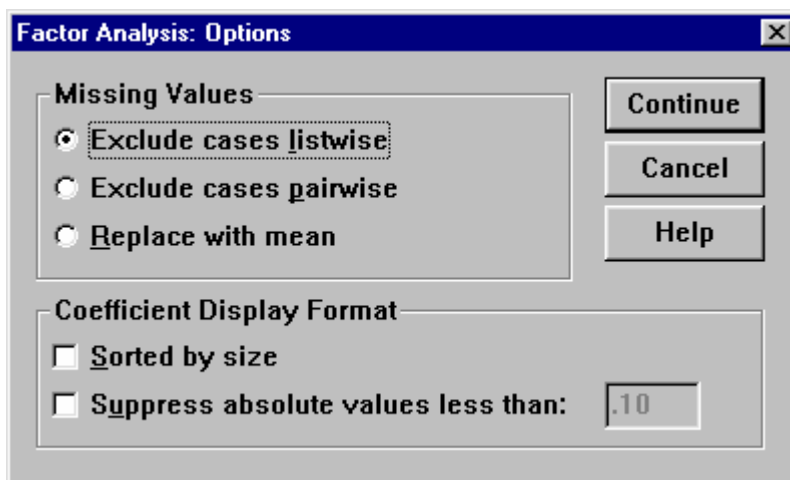 Factor Analysis: Options
Missing Values
Exclude cases listwise
Exclude cases pairwise
Replace with mean
Continue
Cancel
Help
Coefficient Display Format
Sorted by size
Suppress absolute values less than: .10